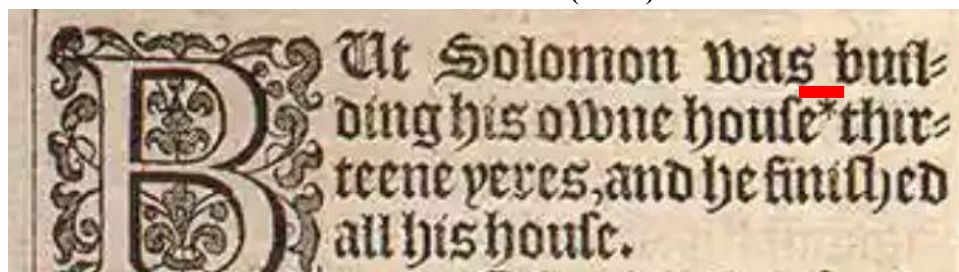 BUt Solomon was buil-
ding his owne houſe*thir-
teene yeres, and he finiſhed
all his houſe.